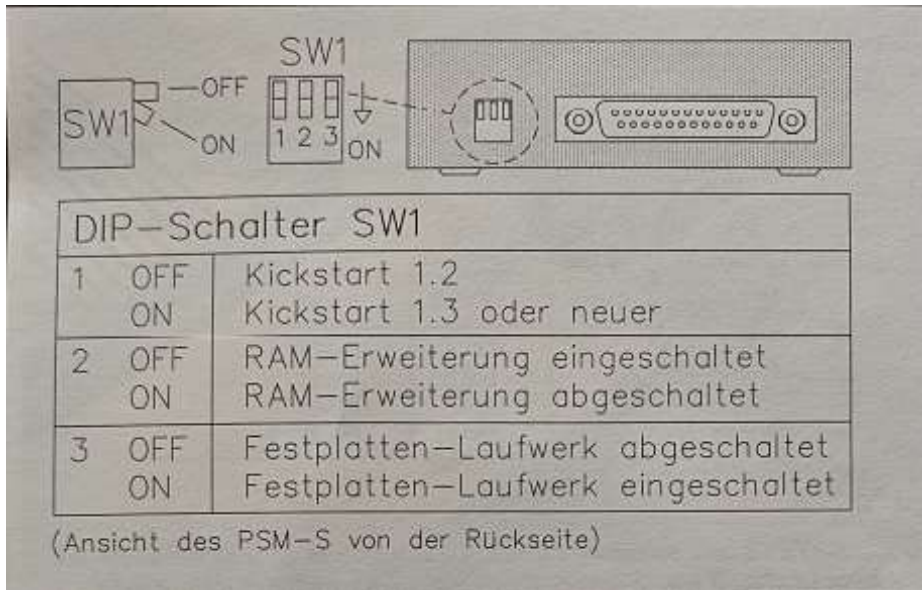 SW1
SW1
OFF
ON
1 2 3
ON
DIP-Schalter SW1
1 OFF Kickstart 1.2
ON Kickstart 1.3 oder neuer
2 OFF RAM-Erweiterung eingeschaltet
ON RAM-Erweiterung abgeschaltet
3 OFF Festplatten-Laufwerk abgeschaltet
ON Festplatten-Laufwerk eingeschaltet
(Ansicht des PSM-S von der Rückseite)